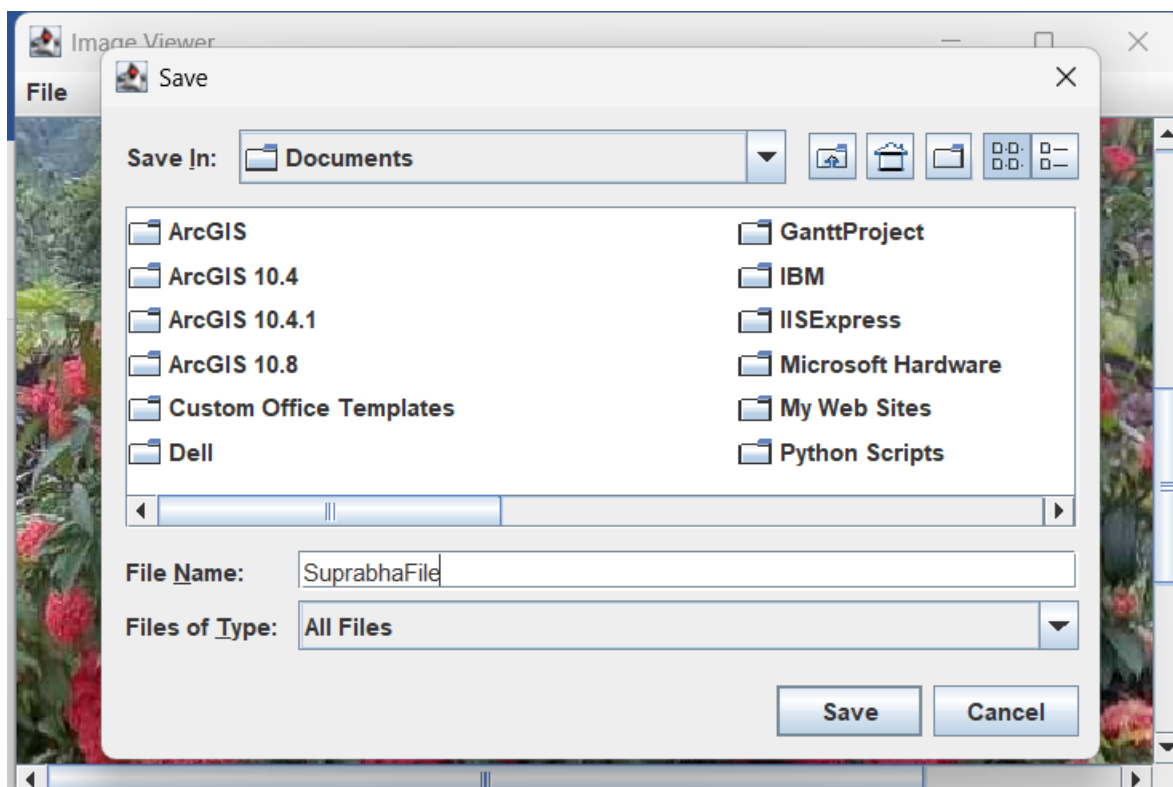 Image Viewer
File
Save
Save In: Documents
ArcGIS GanttProject
ArcGIS 10.4 IBM
ArcGIS 10.4.1 IISExpress
ArcGIS 10.8 Microsoft Hardware
Custom Office Templates My Web Sites
Dell Python Scripts
File Name: SuprabhaFile
Files of Type: All Files
Save Cancel